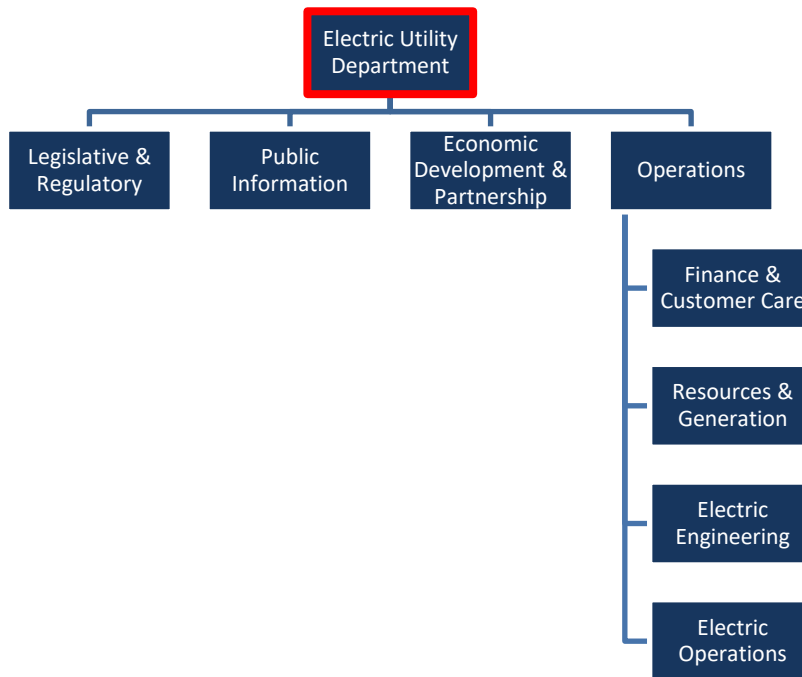 Electric Utility
Department
Legislative &
Regulatory
Public
Information
Economic
Development &
Partnership
Operations
Finance &
Customer Care
Resources &
Generation
Electric
Engineering
Electric
Operations